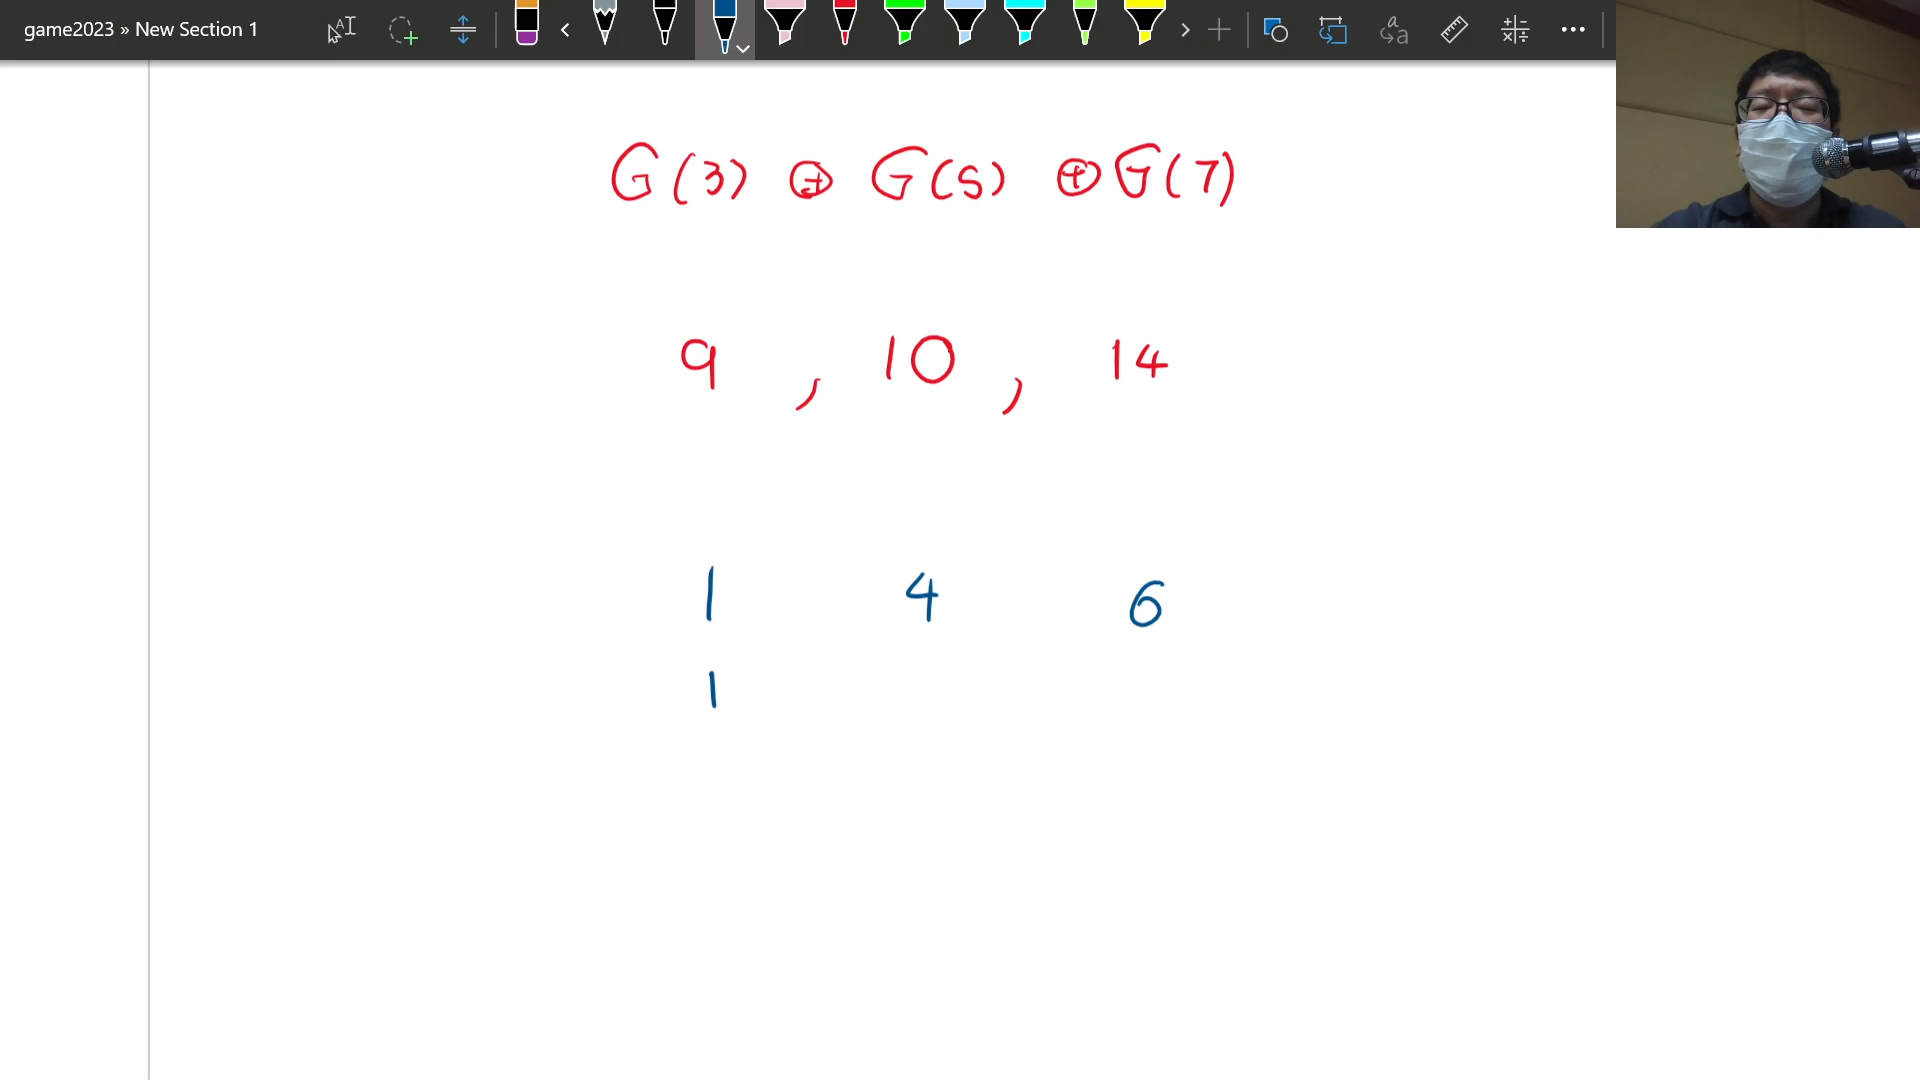 game2023 » New Section 1
G(3) ⊕ G(5) ⊕ G(7)
9 , 10 , 14
1 4 6
1